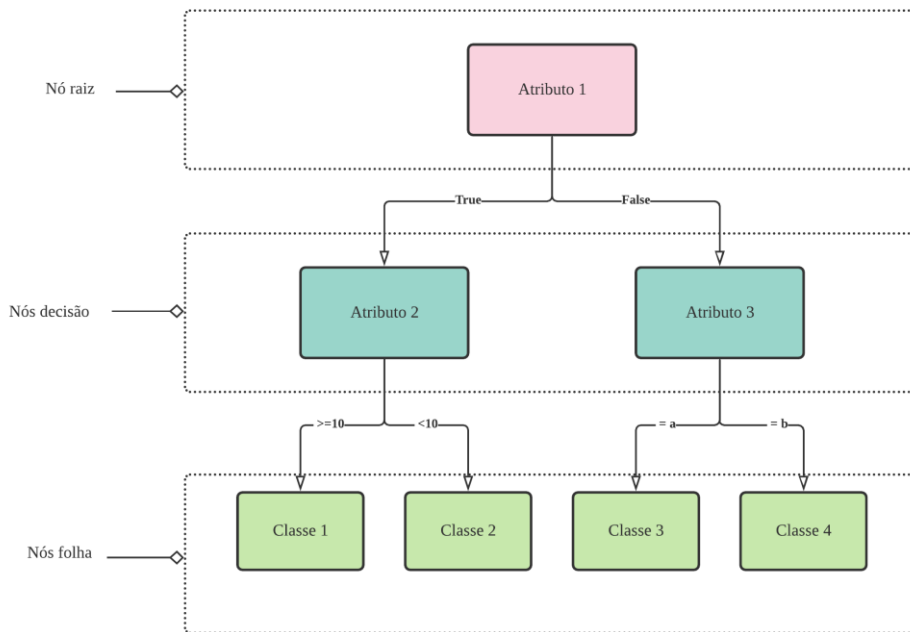 Nó raiz
Atributo 1
True
False
Nós decisão
Atributo 2
Atributo 3
>=10
<10
= a
= b
Nós folha
Classe 1
Classe 2
Classe 3
Classe 4